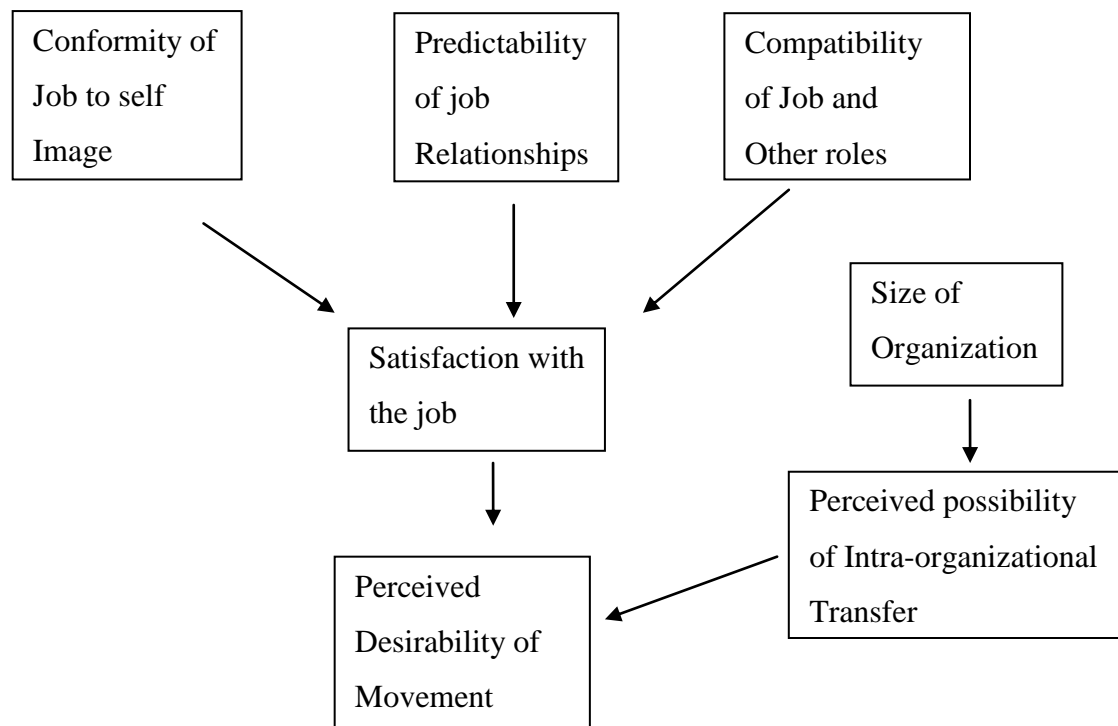 Conformity of
Job to self
Image
Predictability
of job
Relationships
Compatibility
of Job and
Other roles
Size of
Organization
Satisfaction with
the job
Perceived possibility
of Intra-organizational
Transfer
Perceived
Desirability of
Movement